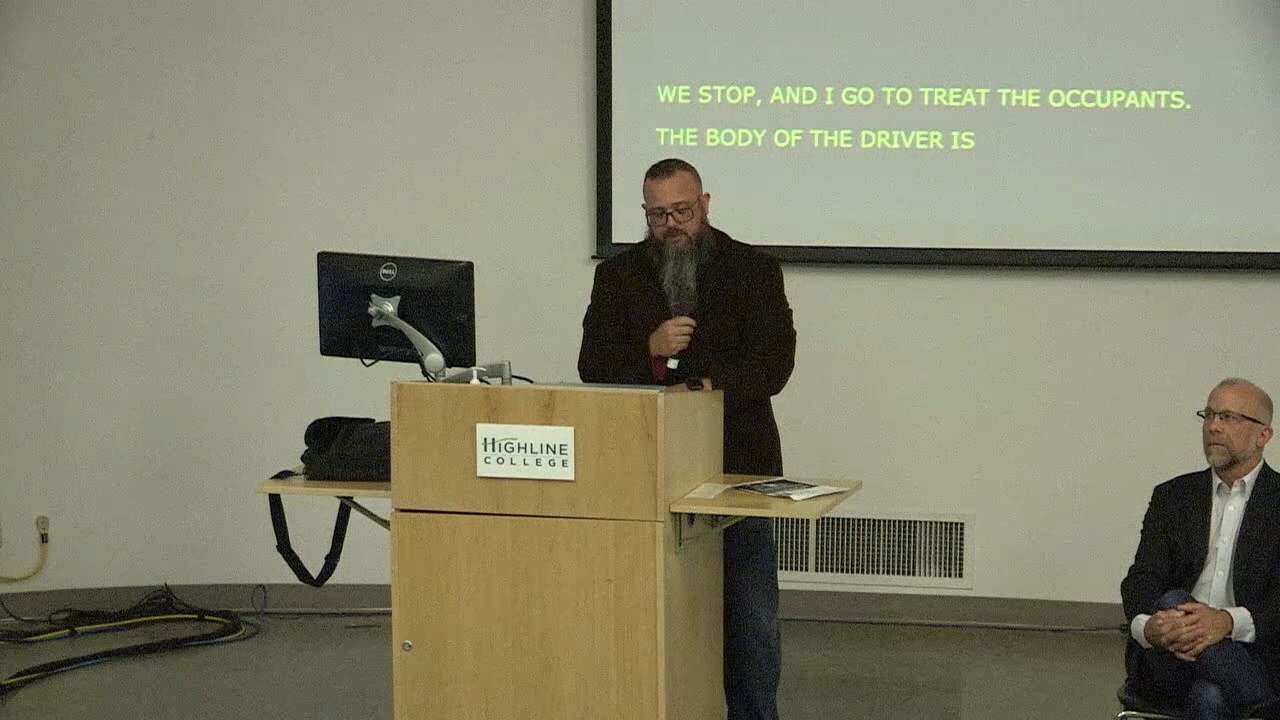 WE STOP, AND I GO TO TREAT THE OCCUPANTS.
THE BODY OF THE DRIVER IS
DELL
HIGHLINE
COLLEGE